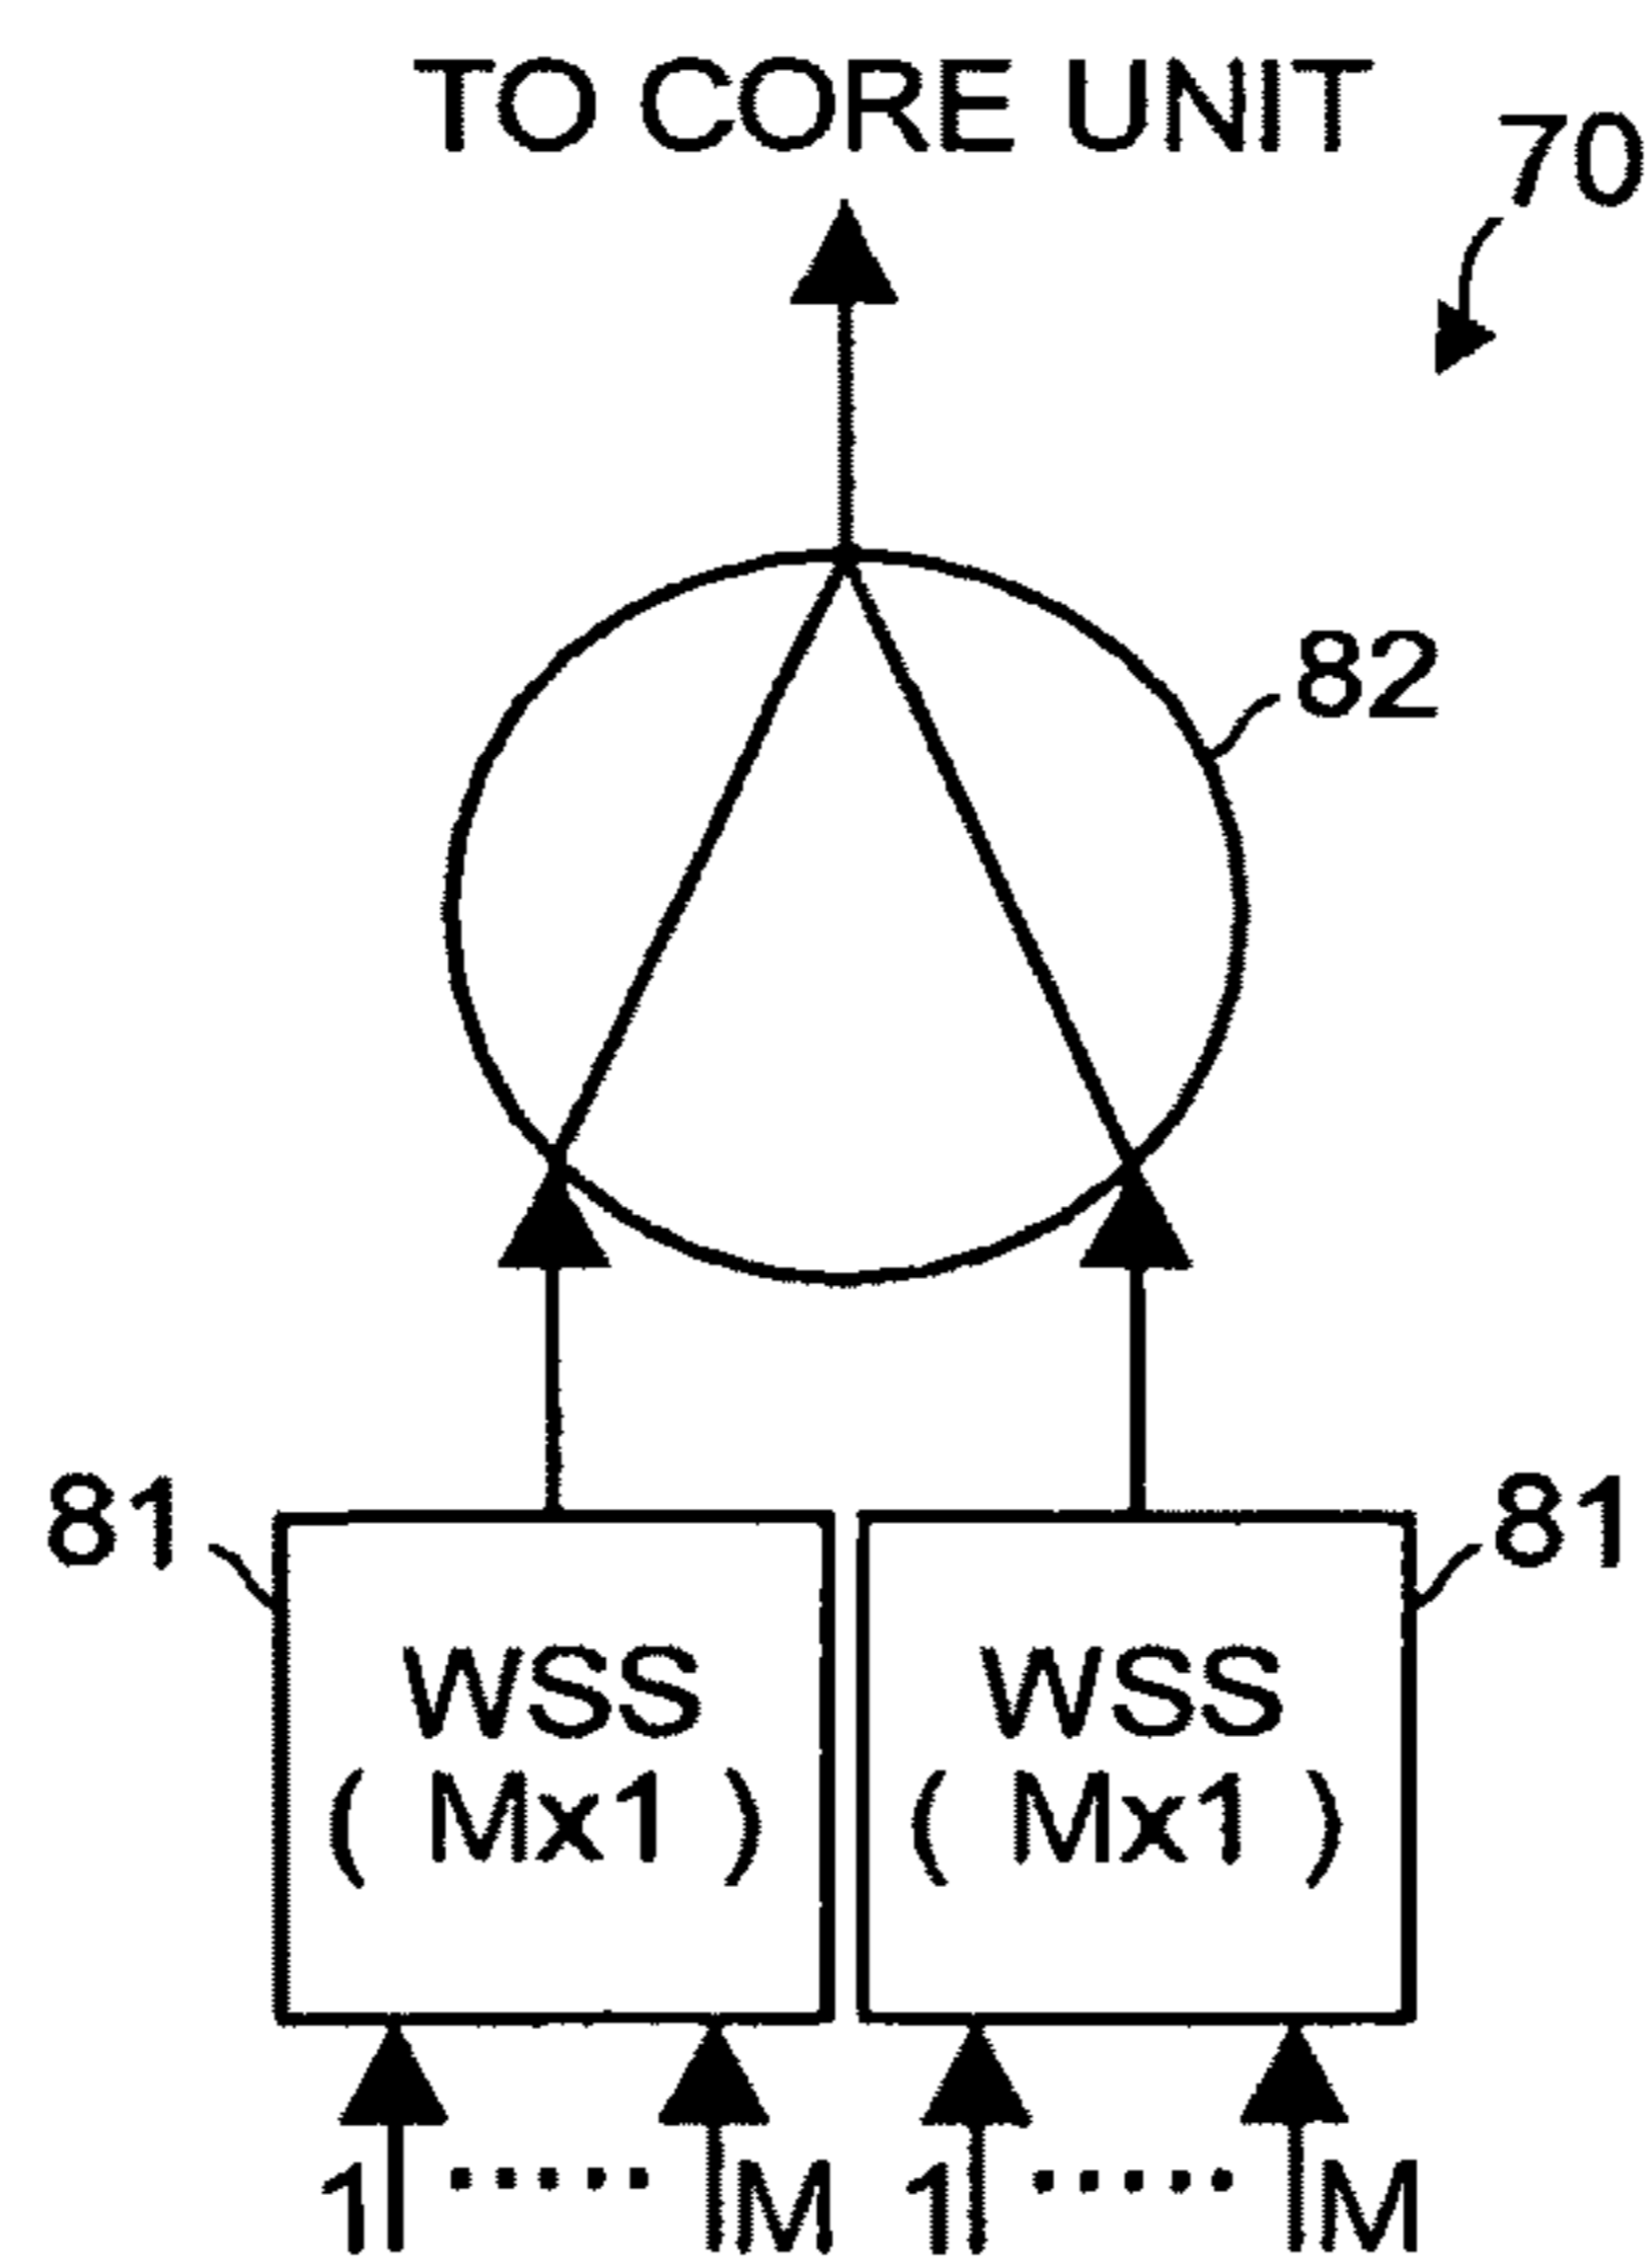 TO CORE UNIT
70
82
81
81
WSS
( Mx1 )
WSS
( Mx1 )
1 ····· M
1 ····· M